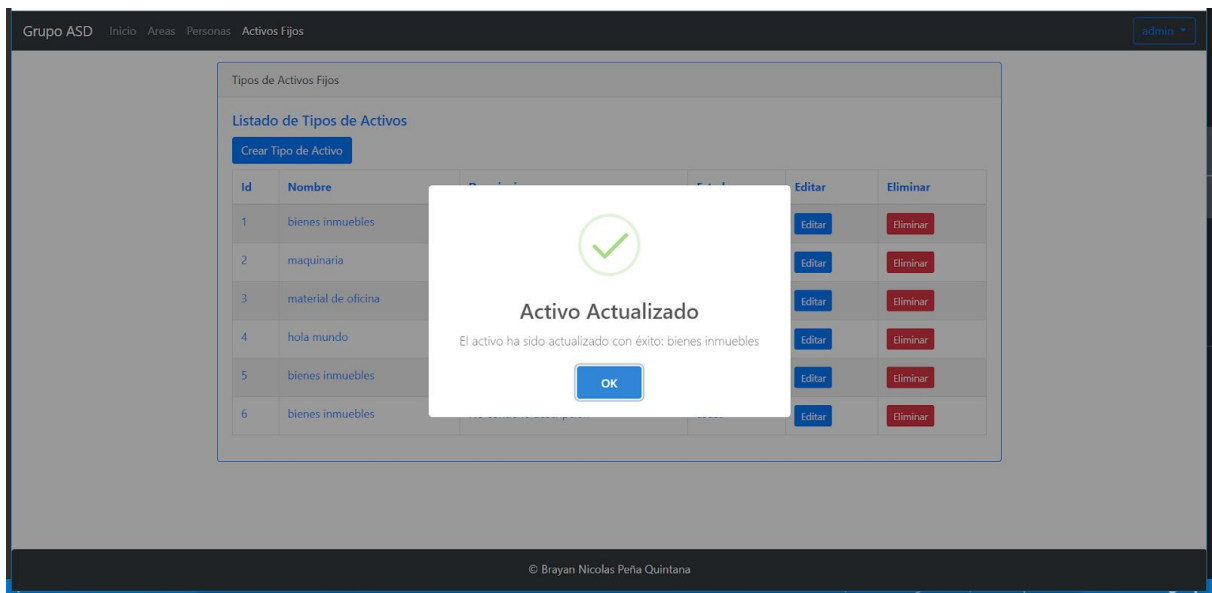 Grupo ASD Inicio Areas Personas Activos Fijos admin
Tipos de Activos Fijos
Listado de Tipos de Activos
Crear Tipo de Activo
Id Nombre Editar Eliminar
1 bienes inmuebles Editar Eliminar
2 maquinaria Editar Eliminar
3 material de oficina Editar Eliminar
4 hola mundo Editar Eliminar
5 bienes inmuebles Editar Eliminar
6 bienes inmuebles Editar Eliminar
Activo Actualizado
El activo ha sido actualizado con éxito: bienes inmuebles
OK
© Brayan Nicolas Peña Quintana